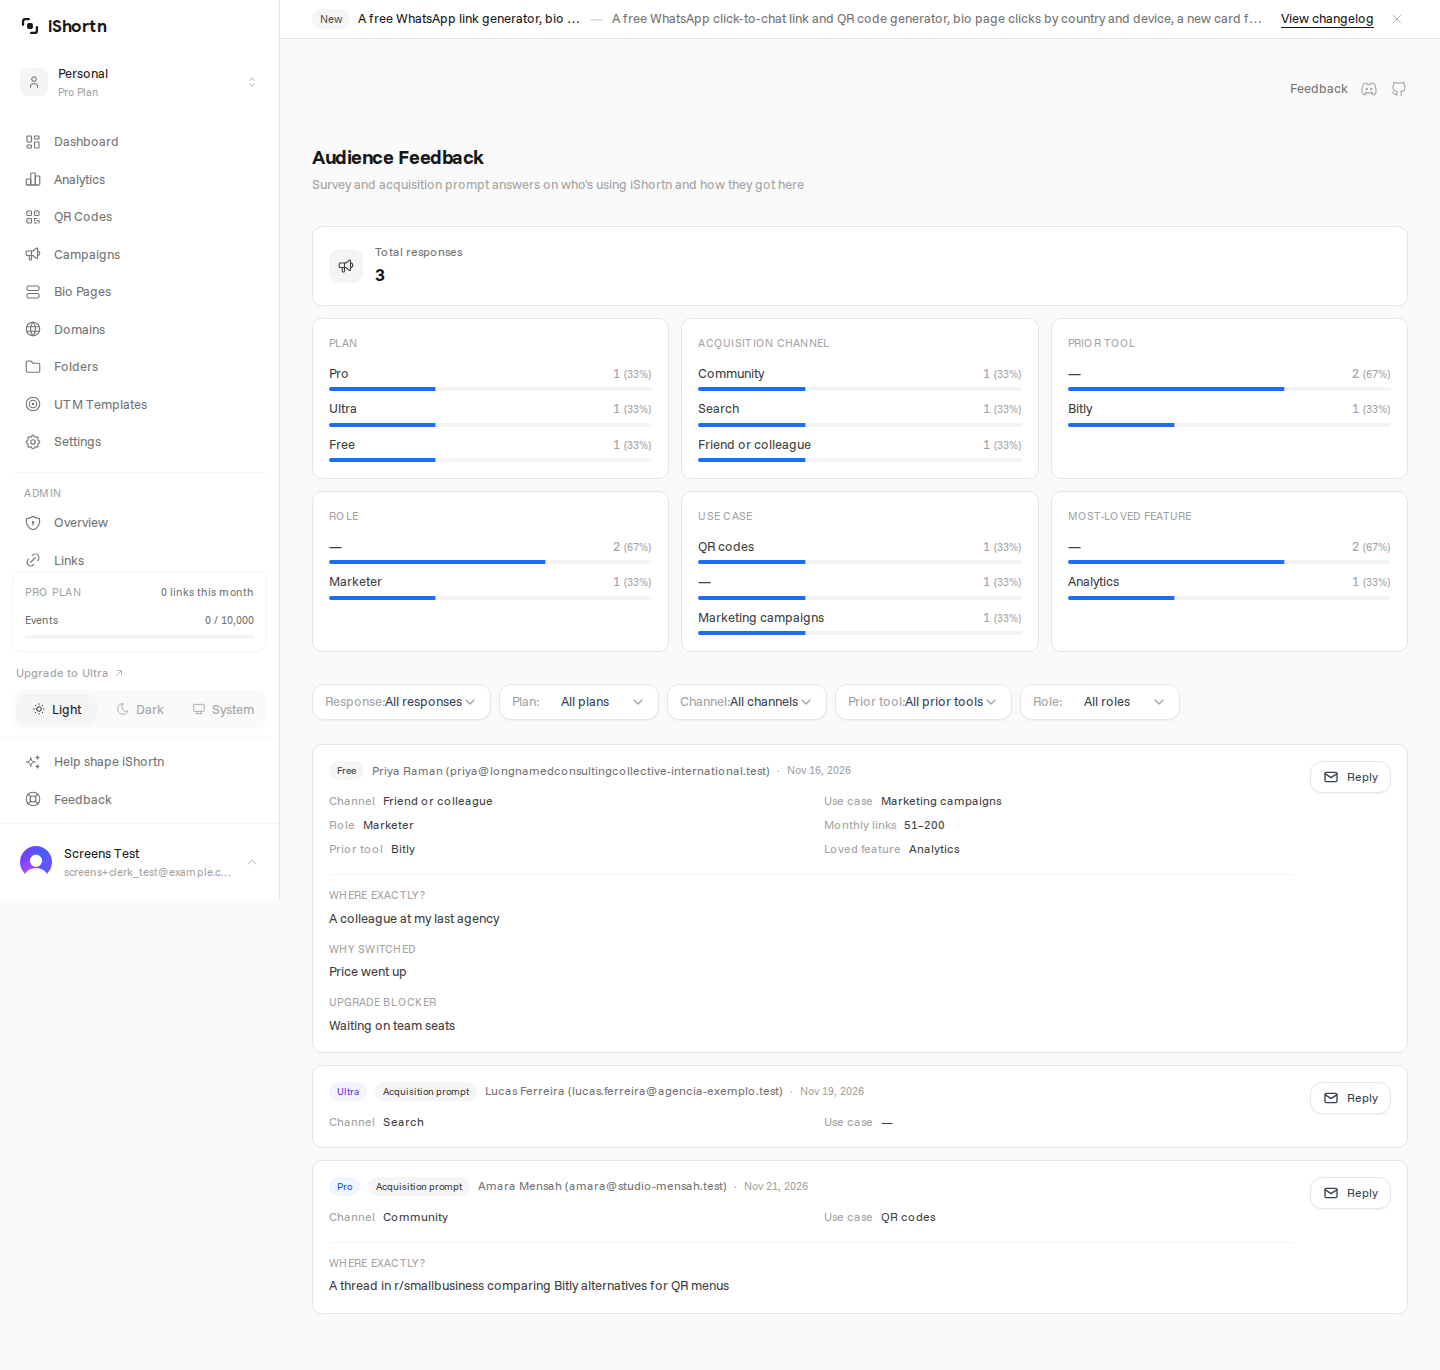 iShortn
New
A free WhatsApp link generator, bio ...
—
A free WhatsApp click-to-chat link and QR code generator, bio page clicks by country and device, a new card f...
View changelog
Personal
Pro Plan
Dashboard
Analytics
QR Codes
Campaigns
Bio Pages
Domains
Folders
UTM Templates
Settings
ADMIN
Overview
Links
PRO PLAN
0 links this month
Events
0 / 10,000
Upgrade to Ultra
Light
Dark
System
Help shape iShortn
Feedback
Screens Test
screens+clerk_test@example.c...
Feedback
Audience Feedback
Survey and acquisition prompt answers on who's using iShortn and how they got here
Total responses
3
PLAN
Pro 1 (33%)
Ultra 1 (33%)
Free 1 (33%)
ACQUISITION CHANNEL
Community 1 (33%)
Search 1 (33%)
Friend or colleague 1 (33%)
PRIOR TOOL
— 2 (67%)
Bitly 1 (33%)
ROLE
— 2 (67%)
Marketer 1 (33%)
USE CASE
QR codes 1 (33%)
— 1 (33%)
Marketing campaigns 1 (33%)
MOST-LOVED FEATURE
— 2 (67%)
Analytics 1 (33%)
Response: All responses
Plan: All plans
Channel: All channels
Prior tool: All prior tools
Role: All roles
Free Priya Raman (priya@longnamedconsultingcollective-international.test) · Nov 16, 2026
Reply
Channel Friend or colleague
Use case Marketing campaigns
Role Marketer
Monthly links 51–200
Prior tool Bitly
Loved feature Analytics
WHERE EXACTLY?
A colleague at my last agency
WHY SWITCHED
Price went up
UPGRADE BLOCKER
Waiting on team seats
Ultra Acquisition prompt Lucas Ferreira (lucas.ferreira@agencia-exemplo.test) · Nov 19, 2026
Reply
Channel Search
Use case —
Pro Acquisition prompt Amara Mensah (amara@studio-mensah.test) · Nov 21, 2026
Reply
Channel Community
Use case QR codes
WHERE EXACTLY?
A thread in r/smallbusiness comparing Bitly alternatives for QR menus